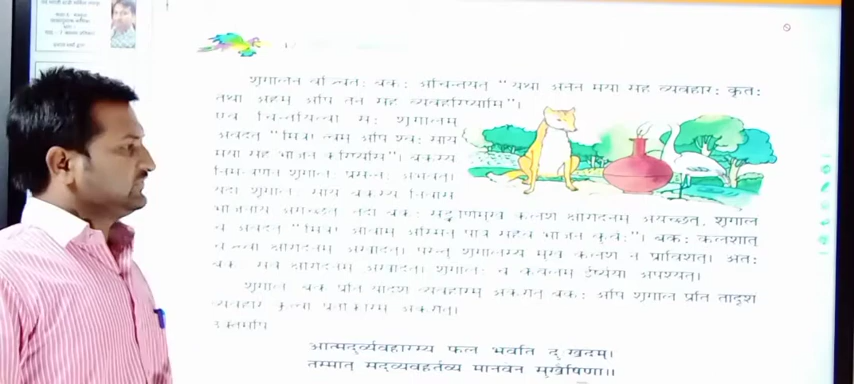 शृगालेन वञ्चितः बकः अचिन्तयत् "यथा अनेन मया सह व्यवहारः कृतः
तथा अहम् अपि तेन सह व्यवहरिष्यामि"।
एवं चिन्तयित्वा सः शृगालम्
अवदत् "मित्र! त्वम् अपि श्वः सायं
मया सह भोजनं करिष्यसि"। बकस्य
निमन्त्रणेन शृगालः प्रसन्नः अभवत्।
यदा शृगालः सायं बकस्य निवासं
भोजनाय अगच्छत् तदा बकः सङ्कीर्णमुखे कलशे क्षीरोदनम् अयच्छत्, शृगालं
च अवदत् "मित्र! आवाम् अस्मिन् पात्रे सहैव भोजनं कुर्वः"। बकः कलशात्
चञ्च्वा क्षीरोदनम् अखादत्। परन्तु शृगालस्य मुखं कलशे न प्राविशत्। अतः
बकः सर्वं क्षीरोदनम् अखादत्। शृगालः च केवलम् ईर्ष्यया अपश्यत्।
शृगालः बकं प्रति यादृशं व्यवहारम् अकरोत् बकः अपि शृगालं प्रति तादृशं
व्यवहारं कृत्वा प्रतीकारम् अकरोत्।
उक्तमपि
आत्मदुर्व्यवहारस्य फलं भवति दुःखदम्।
तस्मात् सद्व्यवहर्तव्यं मानवेन सुखैषिणा॥